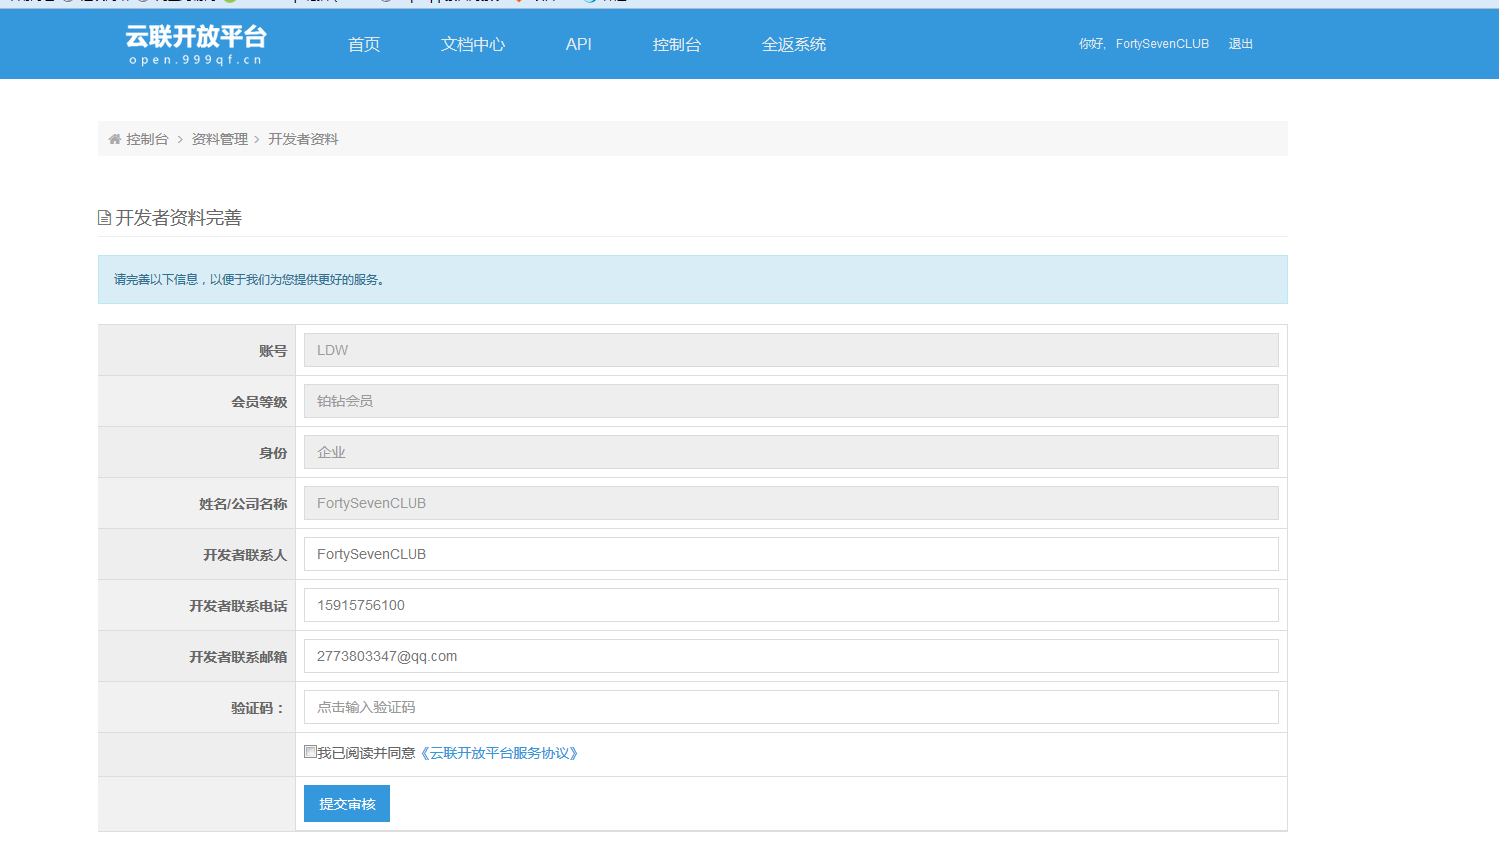 云联开放平台
open.999qf.cn
首页 文档中心 API 控制台 全返系统
你好, FortySevenCLUB 退出
控制台 > 资料管理 > 开发者资料
开发者资料完善
请完善以下信息，以便于我们为您提供更好的服务。
账号 LDW
会员等级 铂钻会员
身份 企业
姓名/公司名称 FortySevenCLUB
开发者联系人 FortySevenCLUB
开发者联系电话 15915756100
开发者联系邮箱 2773803347@qq.com
验证码： 点击输入验证码
我已阅读并同意《云联开放平台服务协议》
提交审核